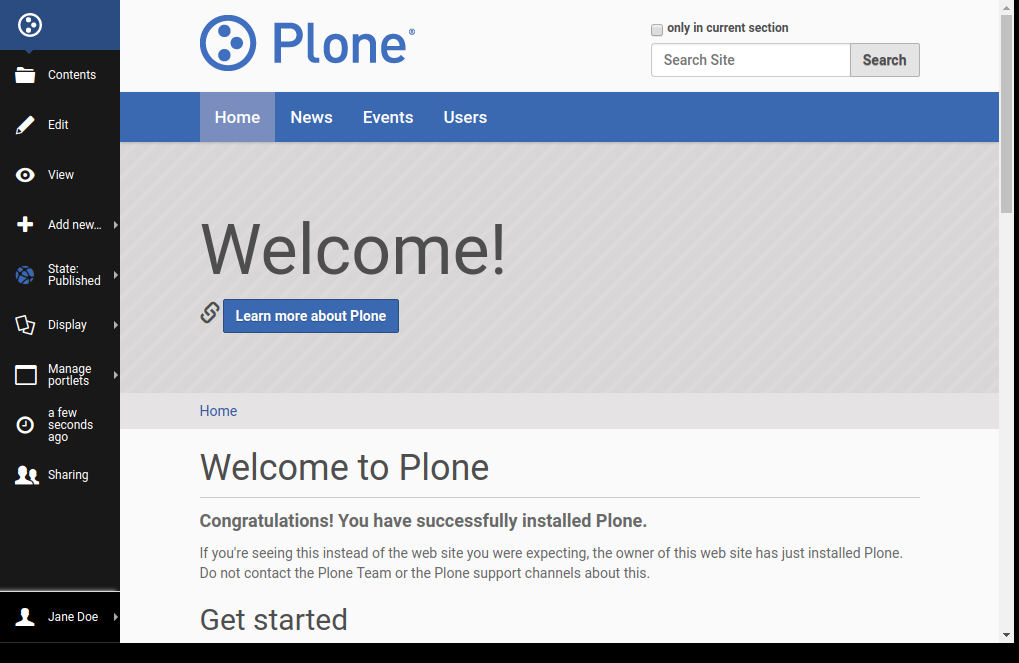 Contents
Edit
View
Add new...
State:
Published
Display
Manage
portlets
a few
seconds
ago
Sharing
Jane Doe
Plone®
only in current section
Search Site
Search
Home News Events Users
Welcome!
Learn more about Plone
Home
Welcome to Plone
Congratulations! You have successfully installed Plone.
If you're seeing this instead of the web site you were expecting, the owner of this web site has just installed Plone.
Do not contact the Plone Team or the Plone support channels about this.
Get started